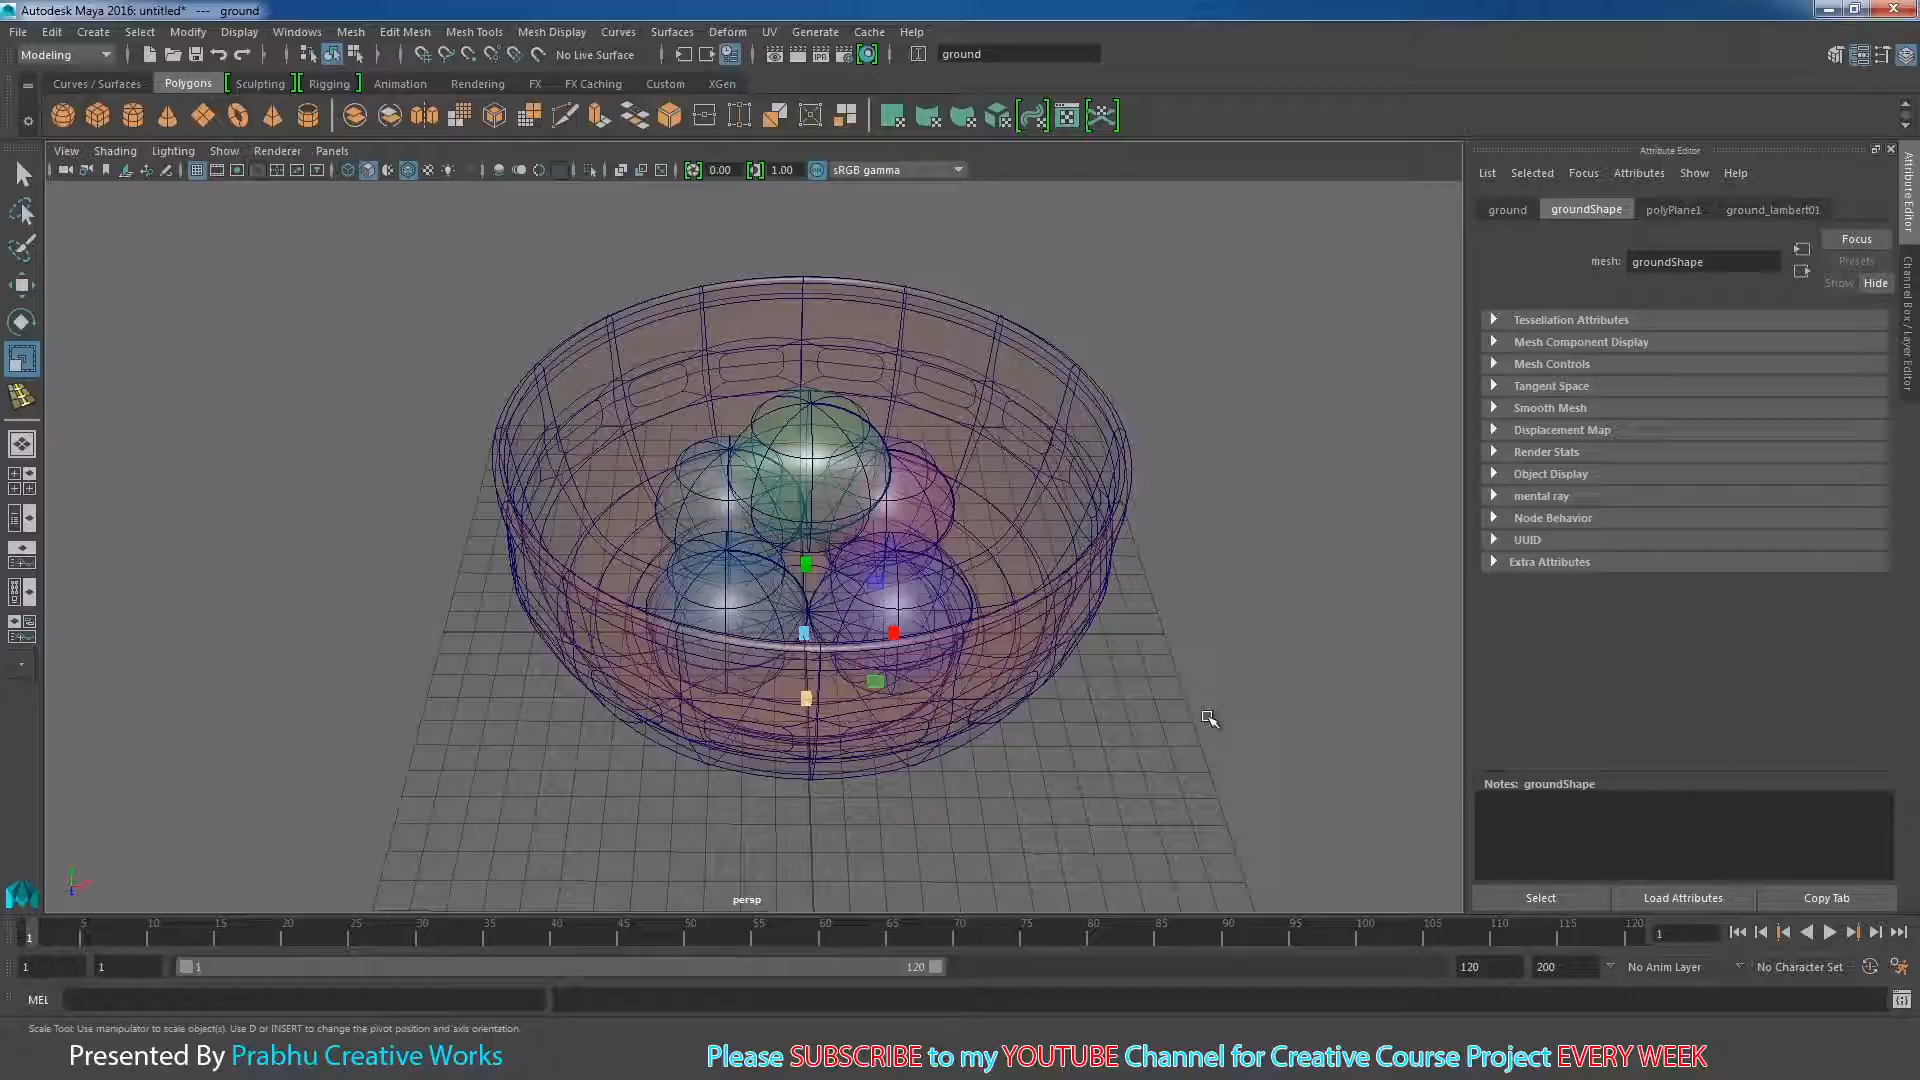 Autodesk Maya 2016: untitled* --- ground
File Edit Create Select Modify Display Windows Mesh Edit Mesh Mesh Tools Mesh Display Curves Surfaces Deform UV Generate Cache Help
Modeling No Live Surface ground
Curves / Surfaces Polygons Sculpting Rigging Animation Rendering FX FX Caching Custom XGen
View Shading Lighting Show Renderer Panels
0.00 1.00 sRGB gamma
Attribute Editor
List Selected Focus Attributes Show Help
ground groundShape polyPlane1 ground_lambert01
Focus
mesh: groundShape
Presets
Show Hide
Tessellation Attributes
Mesh Component Display
Mesh Controls
Tangent Space
Smooth Mesh
Displacement Map
Render Stats
Object Display
mental ray
Node Behavior
UUID
Extra Attributes
Notes: groundShape
Select Load Attributes Copy Tab
Attribute Editor
Channel Box / Layer Editor
persp
5 10 15 20 25 30 35 40 45 50 55 60 65 70 75 80 85 90 95 100 105 110 115 120
1 1
1 1 1 120 120 200 No Anim Layer No Character Set
MEL
Scale Tool: Use manipulator to scale object(s). Use D or INSERT to change the pivot position and axis orientation.
Presented By Prabhu Creative Works
Please SUBSCRIBE to my YOUTUBE Channel for Creative Course Project EVERY WEEK